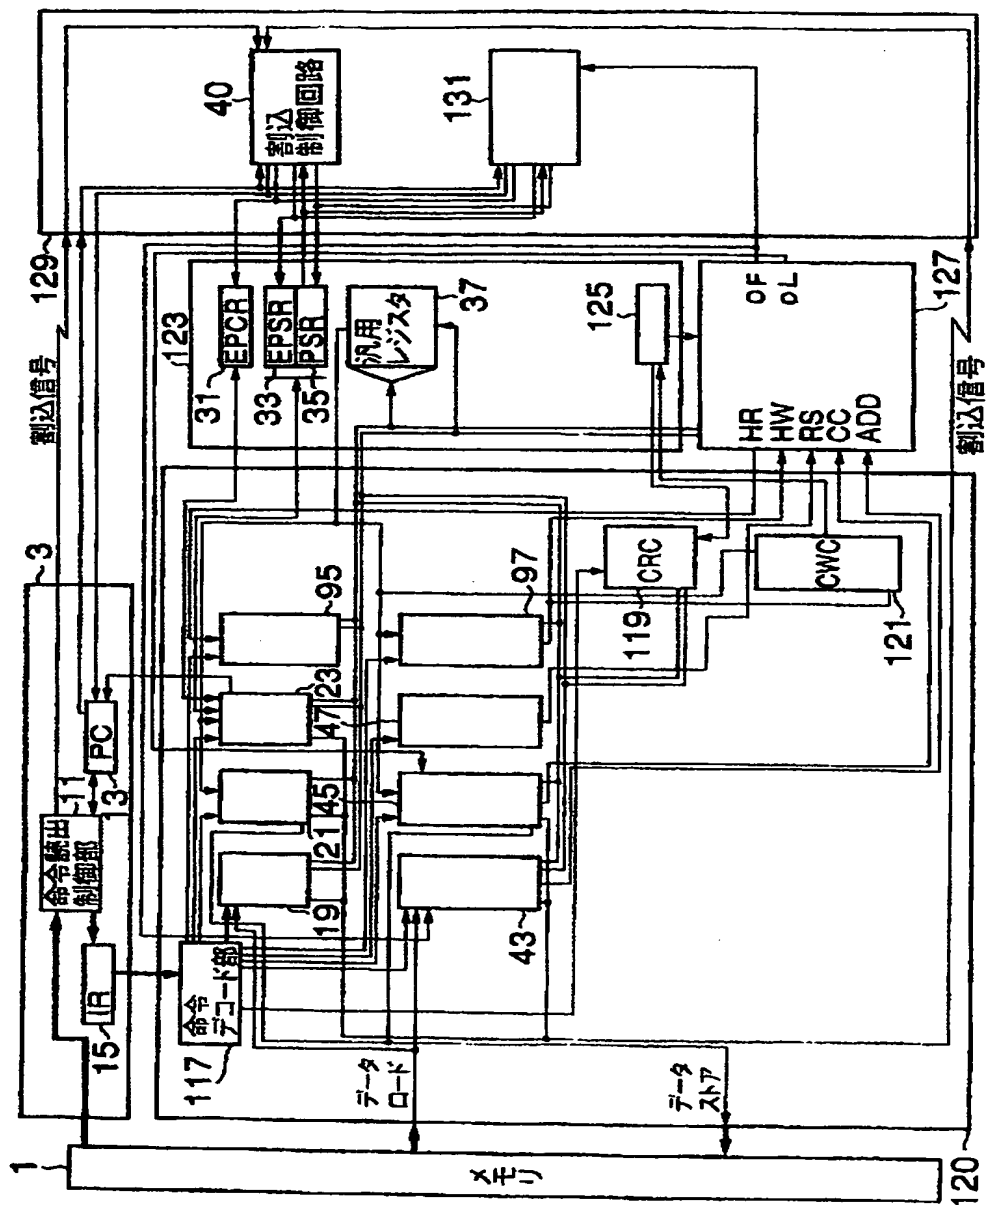 1
メモリ
3
命令読出
制御部
11
PC
13
IR
15
割込信号
129
40
割込
制御回路
131
123
31
EPCR
33
EPSR
35
PSR
汎用
レジスタ
37
125
HR
HW
RS
CC
ADD
OF
OL
127
割込信号
命令
デコード部
117
19
21
23
95
43
45
47
97
CRC
119
CWC
121
データ
ロード
データ
ストア
120